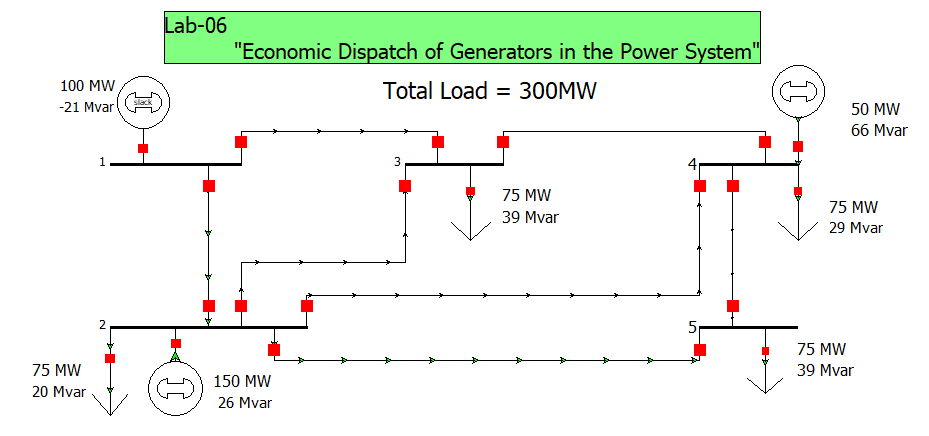 Lab-06
"Economic Dispatch of Generators in the Power System"
Total Load = 300MW
100 MW
-21 Mvar
slack
50 MW
66 Mvar
1
3
4
75 MW
39 Mvar
75 MW
29 Mvar
2
5
75 MW
20 Mvar
150 MW
26 Mvar
75 MW
39 Mvar